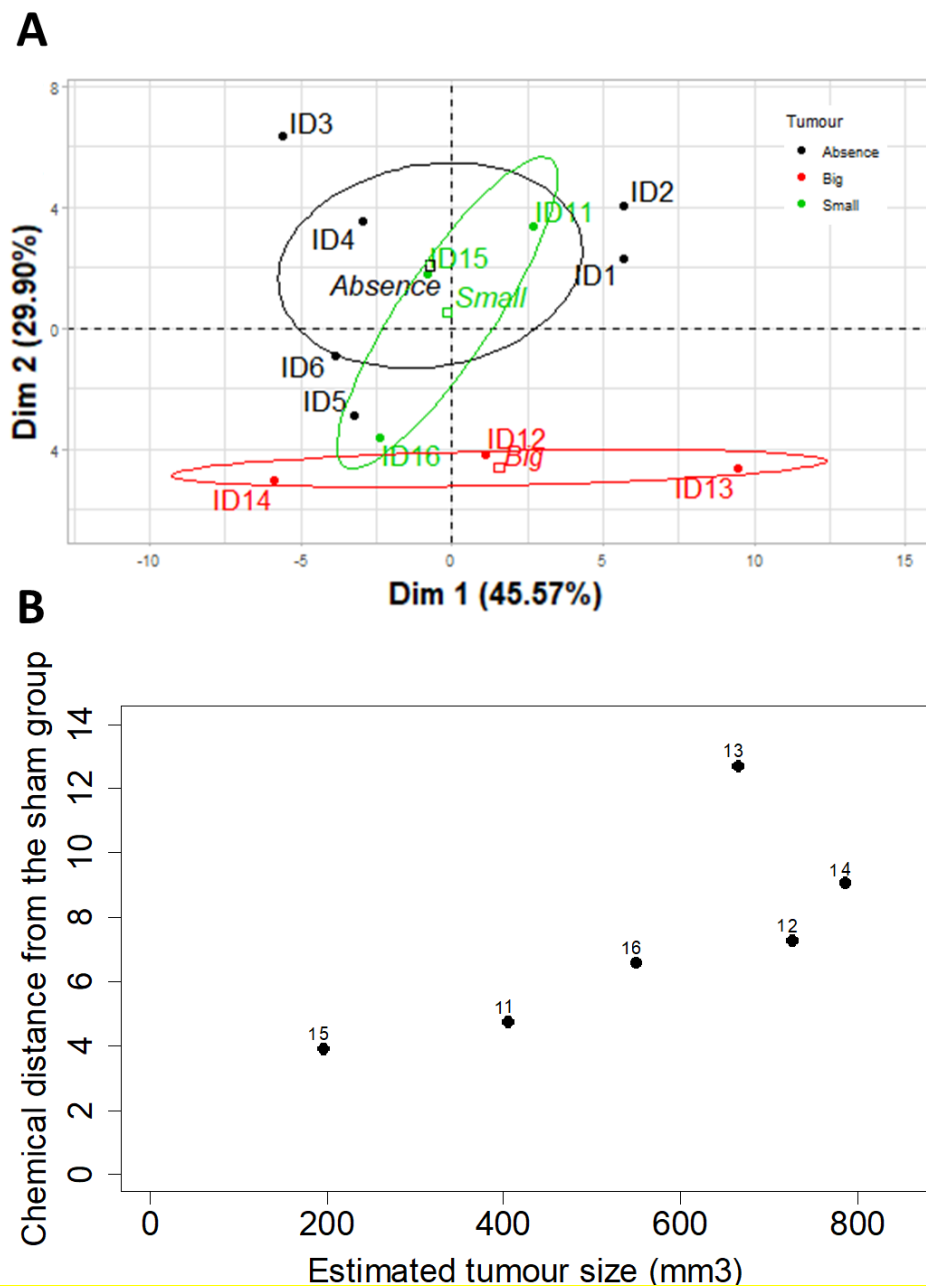 A
8
ID3
Tumour
Absence
Big
Small
ID2
ID11
4
ID4
ID15
ID1
Absence
Small
0
ID6
ID5
ID12
4
ID16
Big
ID14
ID13
Dim 2 (29.90%)
-10
-5
0
5
10
15
Dim 1 (45.57%)
B
Chemical distance from the sham group
14
12
10
8
6
4
2
0
13
14
12
16
11
15
0
200
400
600
800
Estimated tumour size (mm3)